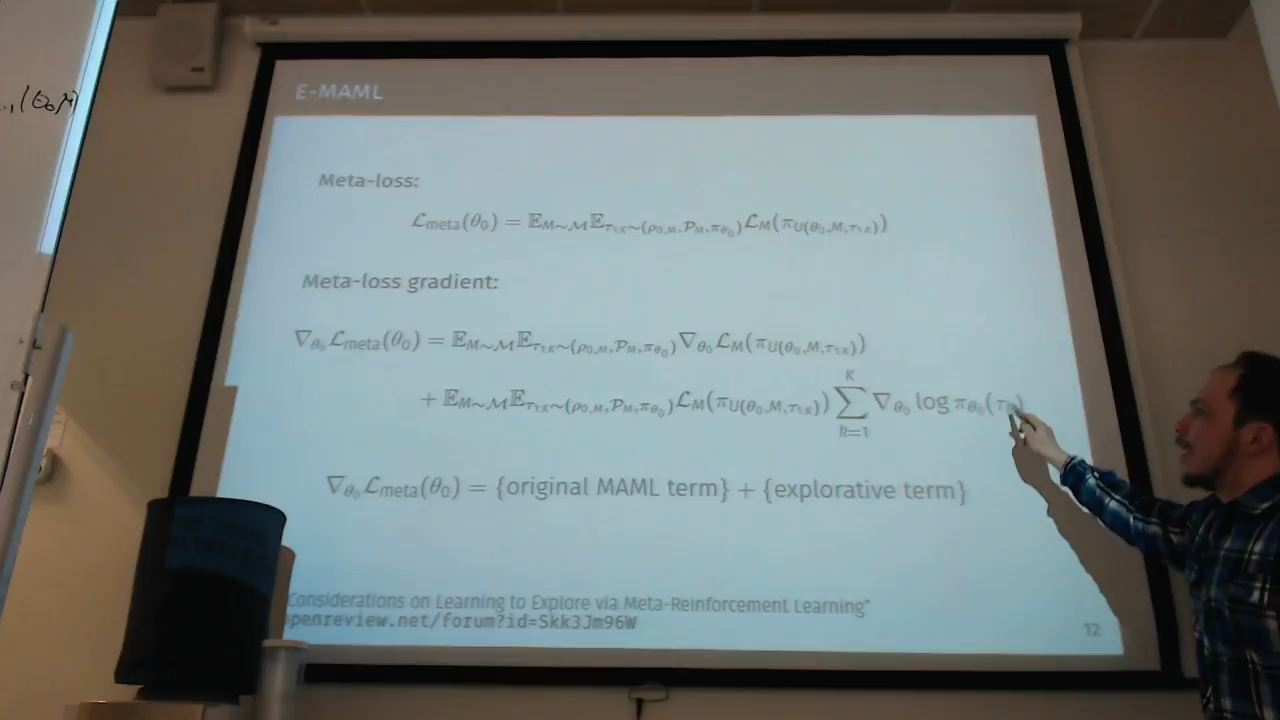 E-MAML
Meta-loss:
ℒ_meta(θ₀) = 𝔼_{M∼ℳ}𝔼_{τ_{1:K}∼(ρ_{0,M},𝒫_M,π_{θ₀})}ℒ_M(π_{U(θ₀,M,τ_{1:K})})
Meta-loss gradient:
∇_{θ₀}ℒ_meta(θ₀) = 𝔼_{M∼ℳ}𝔼_{τ_{1:K}∼(ρ_{0,M},𝒫_M,π_{θ₀})}∇_{θ₀}ℒ_M(π_{U(θ₀,M,τ_{1:K})})
+ 𝔼_{M∼ℳ}𝔼_{τ_{1:K}∼(ρ_{0,M},𝒫_M,π_{θ₀})}ℒ_M(π_{U(θ₀,M,τ_{1:K})}) ∑_{k=1}^{K} ∇_{θ₀} log π_{θ₀}(τ)
∇_{θ₀}ℒ_meta(θ₀) = {original MAML term} + {explorative term}
Considerations on Learning to Explore via Meta-Reinforcement Learning"
penreview.net/forum?id=Skk3Jm96W
12